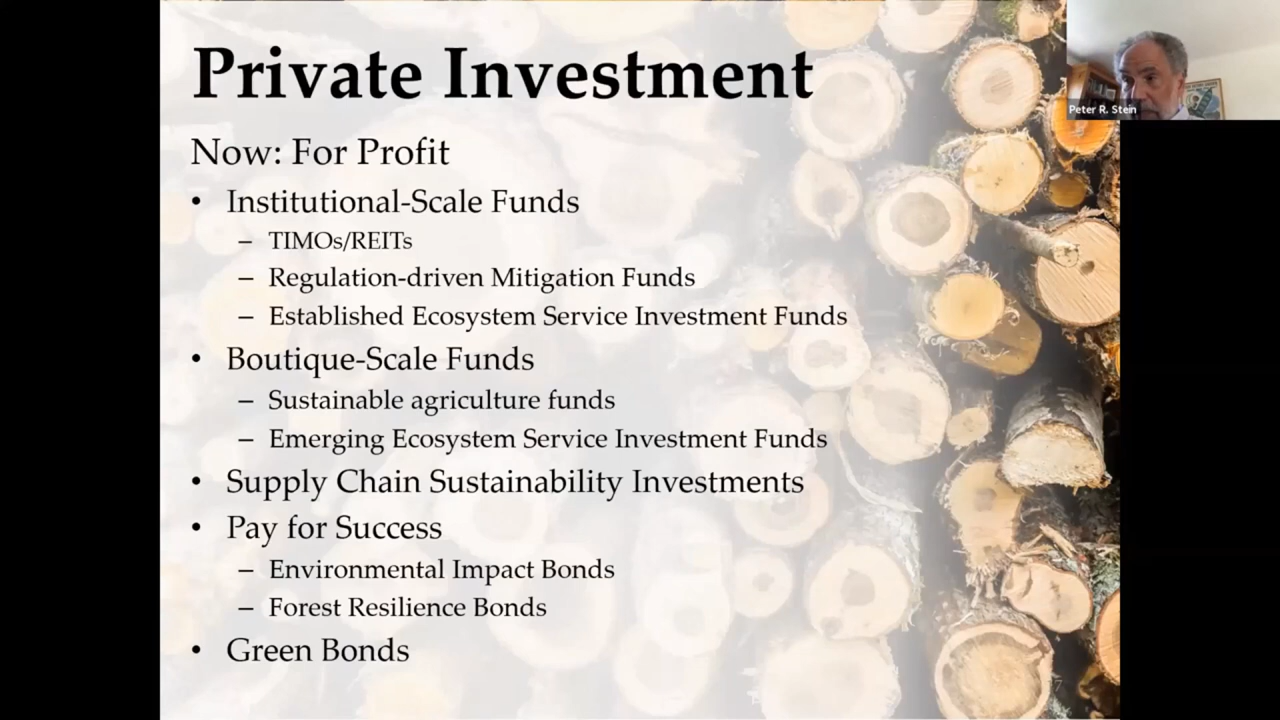 Private Investment
Peter R. Stein
Now: For Profit
• Institutional-Scale Funds
– TIMOs/REITs
– Regulation-driven Mitigation Funds
– Established Ecosystem Service Investment Funds
• Boutique-Scale Funds
– Sustainable agriculture funds
– Emerging Ecosystem Service Investment Funds
• Supply Chain Sustainability Investments
• Pay for Success
– Environmental Impact Bonds
– Forest Resilience Bonds
• Green Bonds